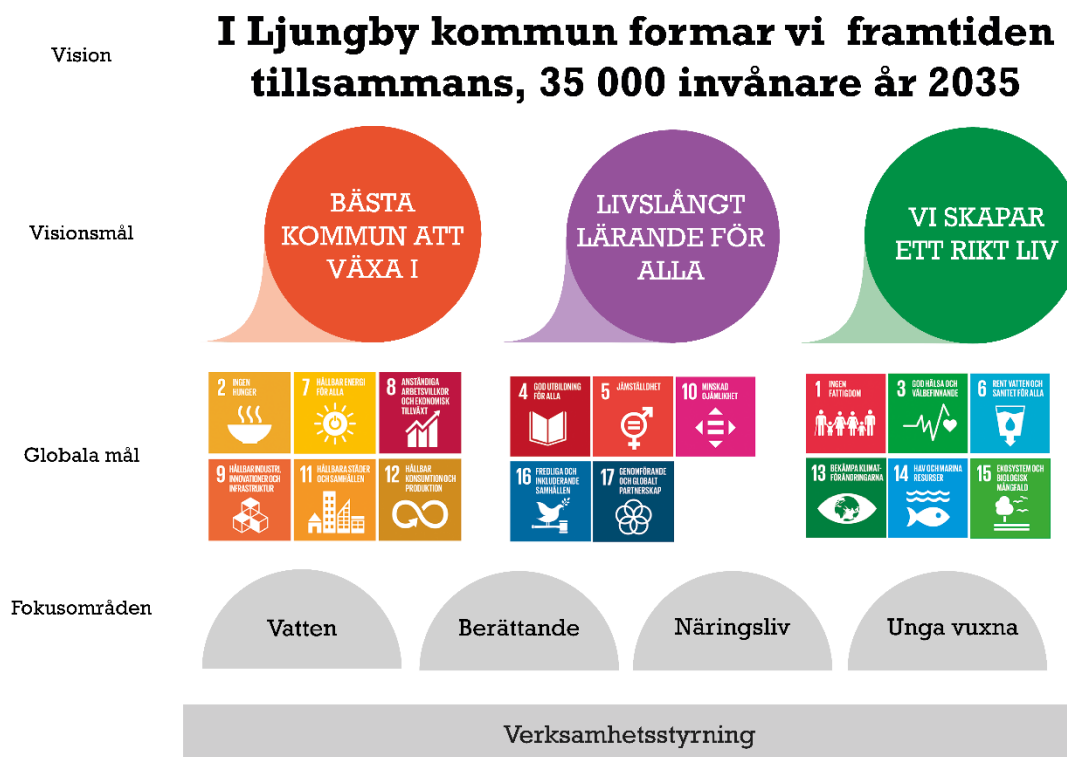 Vision
I Ljungby kommun formar vi framtiden
tillsammans, 35 000 invånare år 2035
Visionsmål
BÄSTA
KOMMUN ATT
VÄXA I
LIVSLÅNGT
LÄRANDE FÖR
ALLA
VI SKAPAR
ETT RIKT LIV
Globala mål
2 INGEN
HUNGER
7 HÅLLBAR ENERGI
FÖR ALLA
8 ANSTÄNDIGA
ARBETSVILLKOR
OCH EKONOMISK
TILLVÄXT
9 HÅLLBAR INDUSTRI,
INNOVATIONER OCH
INFRASTRUKTUR
11 HÅLLBARA STÄDER
OCH SAMHÄLLEN
12 HÅLLBAR
KONSUMTION OCH
PRODUKTION
4 GOD UTBILDNING
FÖR ALLA
5 JÄMSTÄLLDHET
10 MINSKAD
OJÄMLIKHET
16 FREDLIGA OCH
INKLUDERANDE
SAMHÄLLEN
17 GENOMFÖRANDE
OCH GLOBALT
PARTNERSKAP
1 INGEN
FATTIGDOM
3 GOD HÄLSA OCH
VÄLBEFINNANDE
6 RENT VATTEN OCH
SANITET FÖR ALLA
13 BEKÄMPA KLIMAT-
FÖRÄNDRINGARNA
14 HAV OCH MARINA
RESURSER
15 EKOSYSTEM OCH
BIOLOGISK
MÅNGFALD
Fokusområden
Vatten
Berättande
Näringsliv
Unga vuxna
Verksamhetsstyrning